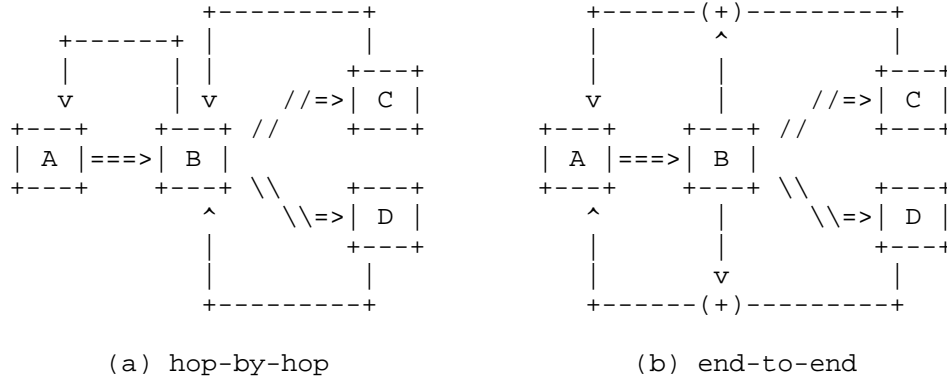 +----------+               +-------(+)---------+
    +-------+ |          |               |        ^          |
    |       | |        +---+             |        |        +---+
    v       | v    //=>| C |             v        |    //=>| C |
+---+    +---+ //    +---+         +---+    +---+ //    +---+
| A |===>| B |                     | A |===>| B |
+---+    +---+ \\    +---+         +---+    +---+ \\    +---+
            ^    \\=>| D |             ^        |    \\=>| D |
            |        +---+             |        |        +---+
            |          |               |        v          |
            +----------+               +-------(+)---------+
(a) hop-by-hop (b) end-to-end